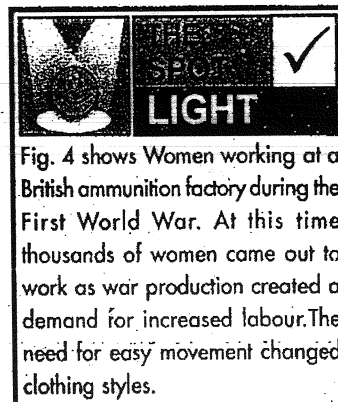 THE
SPOT
LIGHT
Fig. 4 shows Women working at a
British ammunition factory during the
First World War. At this time
thousands of women came out to
work as war production created a
demand for increased labour.The
need for easy movement changed
clothing styles.